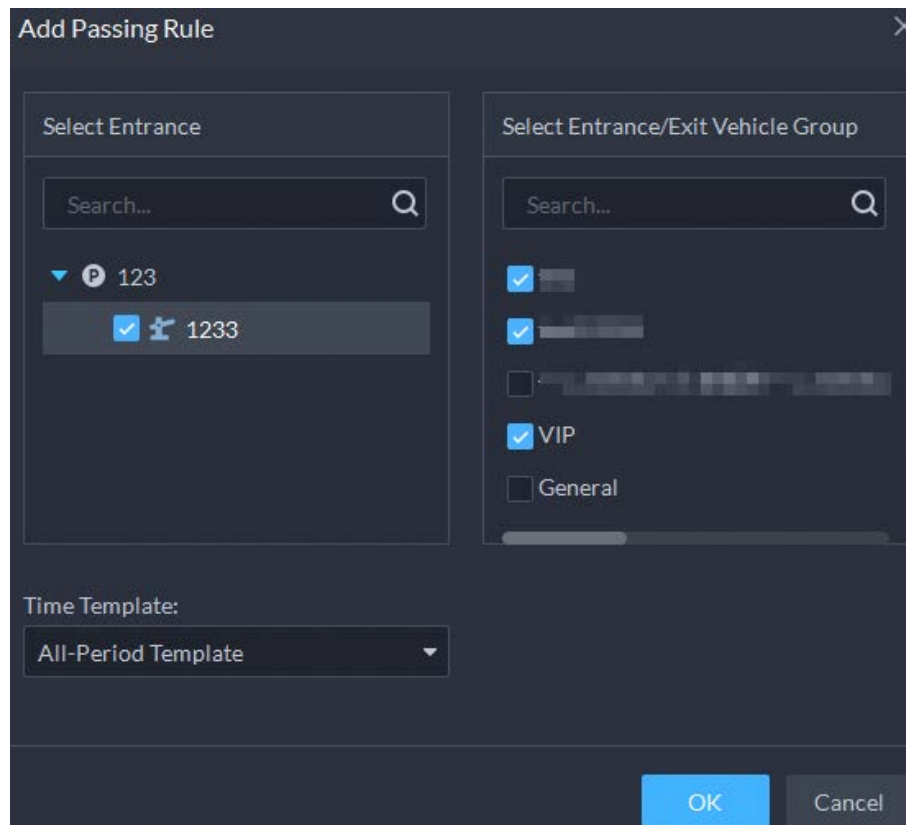 Add Passing Rule
Select Entrance
Search...
123
1233
Select Entrance/Exit Vehicle Group
Search...
VIP
General
Time Template:
All-Period Template
OK
Cancel